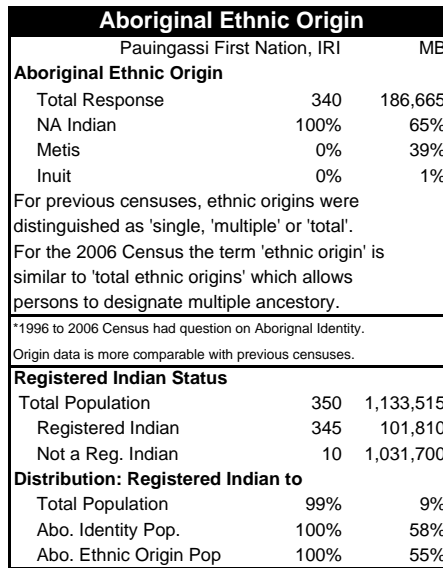 Aboriginal Ethnic Origin
Pauingassi First Nation, IRI MB
Aboriginal Ethnic Origin
Total Response 340 186,665
NA Indian 100% 65%
Metis 0% 39%
Inuit 0% 1%
For previous censuses, ethnic origins were
distinguished as 'single, 'multiple' or 'total'.
For the 2006 Census the term 'ethnic origin' is
similar to 'total ethnic origins' which allows
persons to designate multiple ancestory.
*1996 to 2006 Census had question on Aborignal Identity.
Origin data is more comparable with previous censuses.
Registered Indian Status
Total Population 350 1,133,515
Registered Indian 345 101,810
Not a Reg. Indian 10 1,031,700
Distribution: Registered Indian to
Total Population 99% 9%
Abo. Identity Pop. 100% 58%
Abo. Ethnic Origin Pop 100% 55%